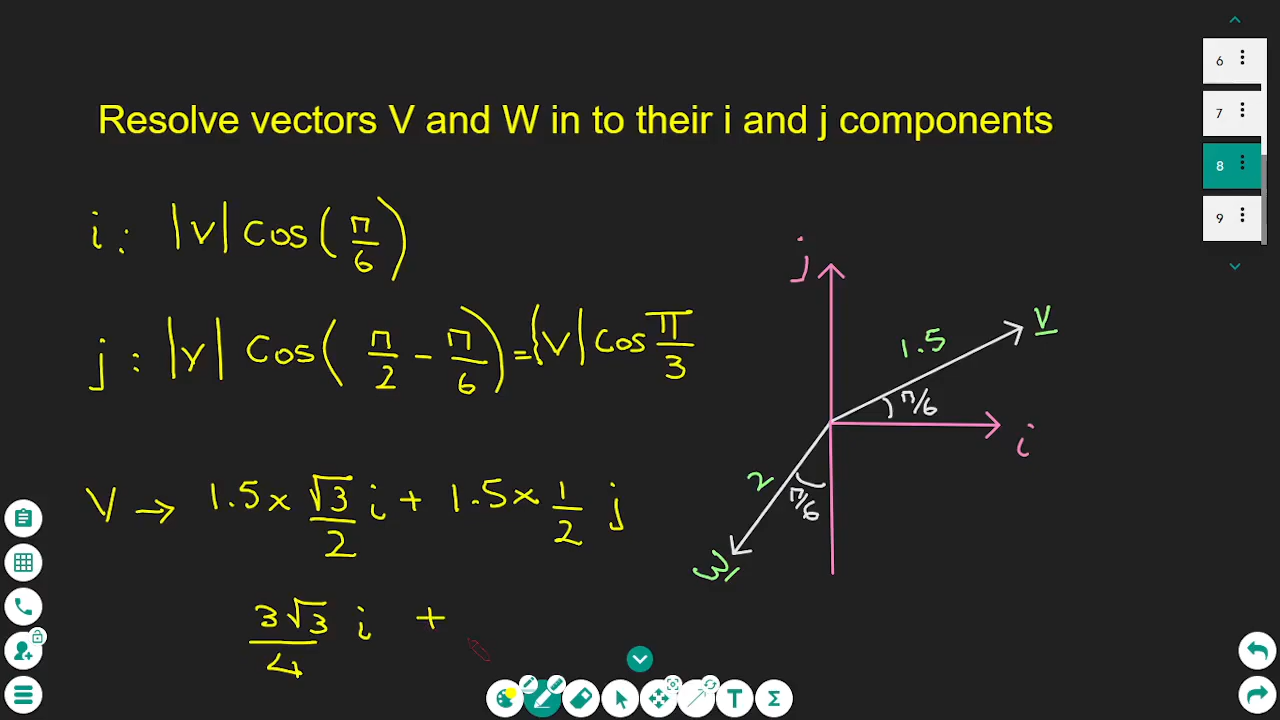 Resolve vectors V and W in to their i and j components
i : |V| Cos ( π/6 )
j : |V| Cos ( π/2 - π/6 ) = |V| Cos π/3
V → 1.5 x √3/2 i + 1.5 x 1/2 j
3√3/4 i +
j
V
1.5
π/6
i
2
π/6
W
6
7
8
9
T
Σ